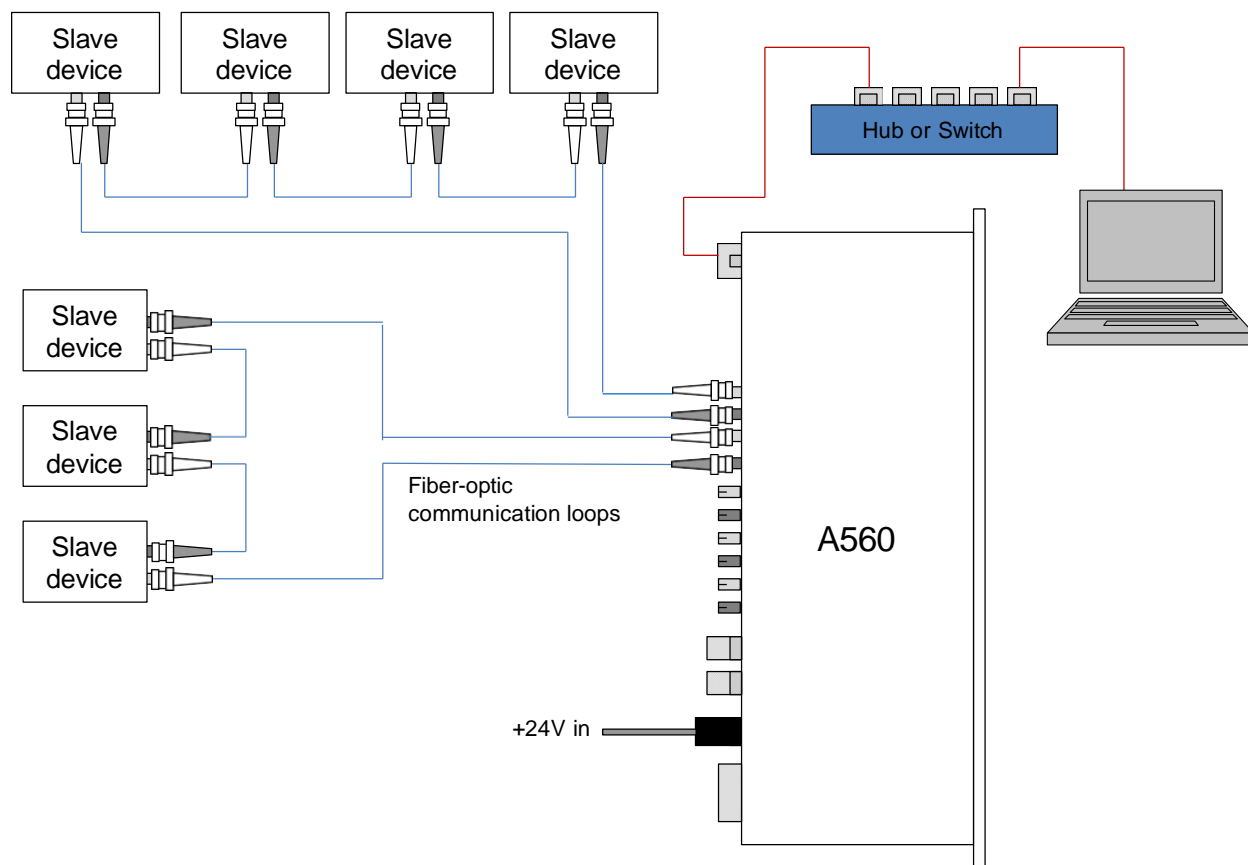 Slave
device
Slave
device
Slave
device
Slave
device
Hub or Switch
Slave
device
Slave
device
Slave
device
Fiber-optic
communication loops
A560
+24V in